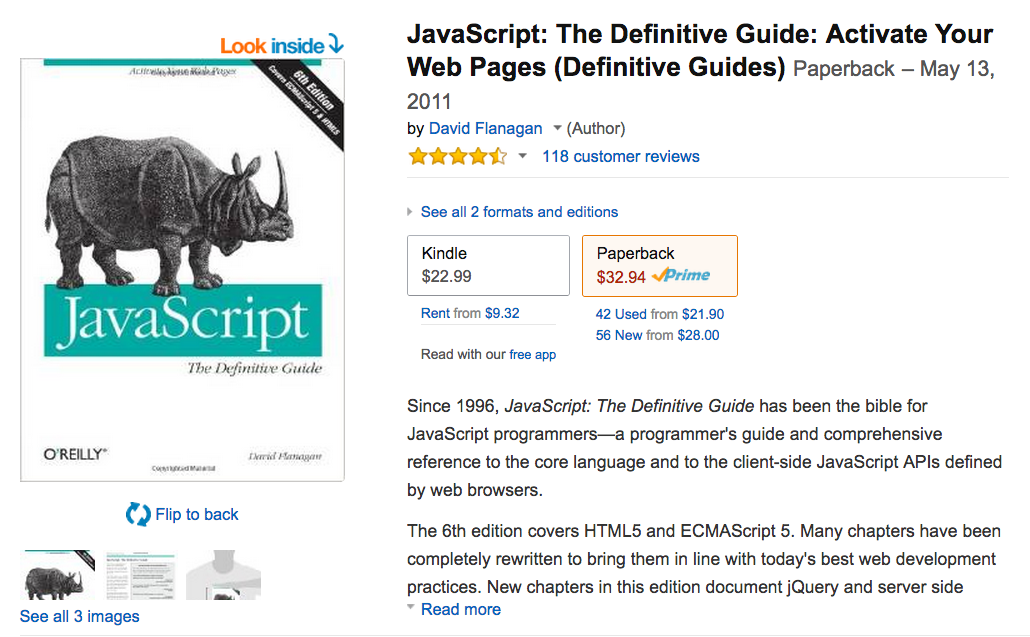 Look inside
Activate Your Web Pages
6th Edition
Covers ECMAScript 5 & HTML5
JavaScript
The Definitive Guide
O'REILLY®
David Flanagan
Copyrighted Material
Flip to back
See all 3 images
JavaScript: The Definitive Guide: Activate Your
Web Pages (Definitive Guides) Paperback – May 13,
2011
by David Flanagan (Author)
118 customer reviews
See all 2 formats and editions
Kindle
$22.99
Rent from $9.32
Read with our free app
Paperback
$32.94 Prime
42 Used from $21.90
56 New from $28.00
Since 1996, JavaScript: The Definitive Guide has been the bible for
JavaScript programmers—a programmer's guide and comprehensive
reference to the core language and to the client-side JavaScript APIs defined
by web browsers.
The 6th edition covers HTML5 and ECMAScript 5. Many chapters have been
completely rewritten to bring them in line with today's best web development
practices. New chapters in this edition document jQuery and server side
Read more